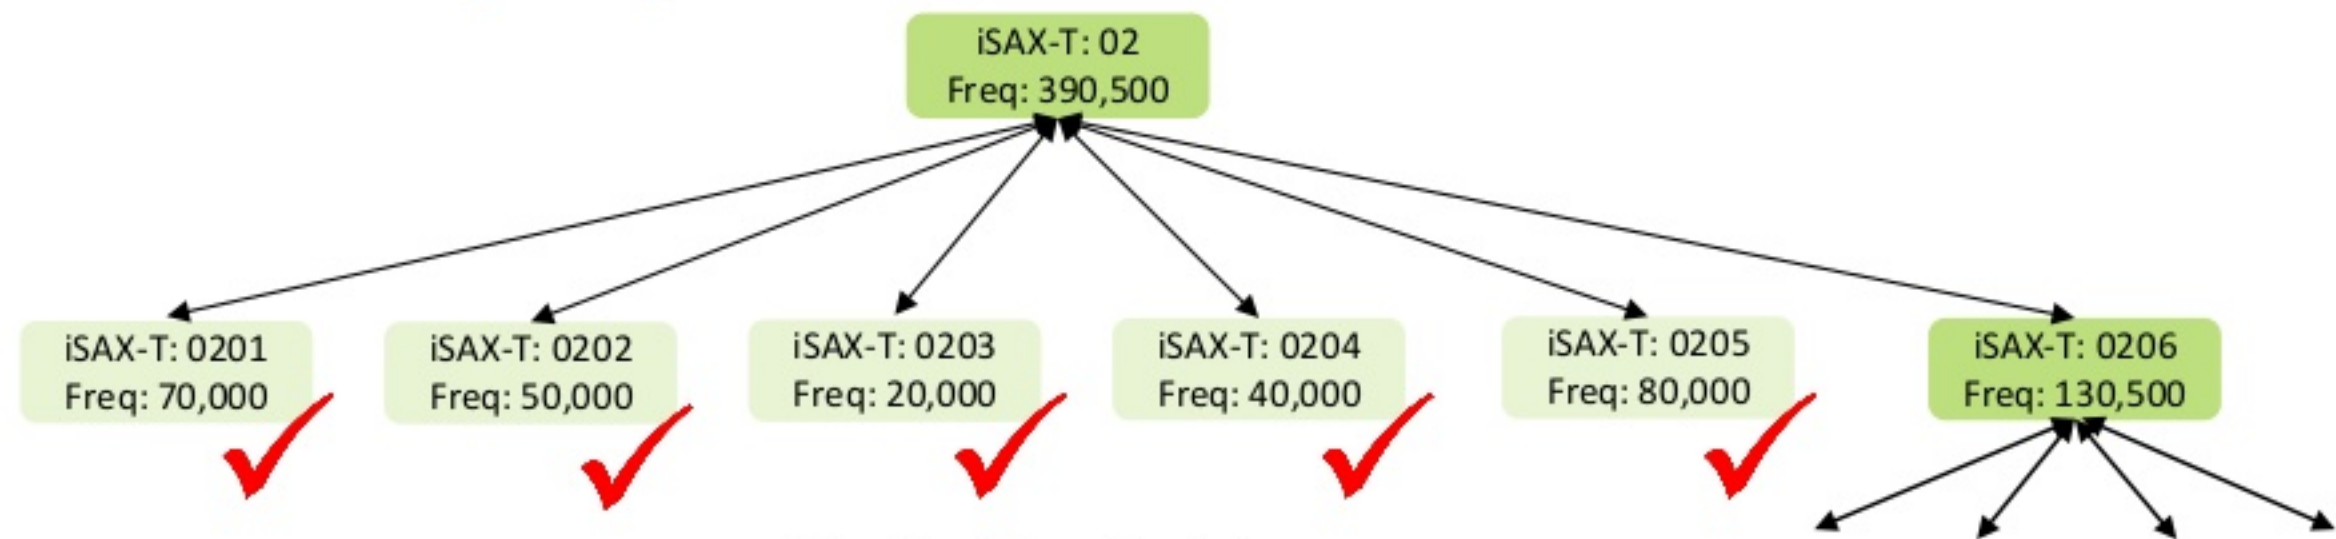 iSAX-T: 02
Freq: 390,500
iSAX-T: 0201
Freq: 70,000
iSAX-T: 0202
Freq: 50,000
iSAX-T: 0203
Freq: 20,000
iSAX-T: 0204
Freq: 40,000
iSAX-T: 0205
Freq: 80,000
iSAX-T: 0206
Freq: 130,500